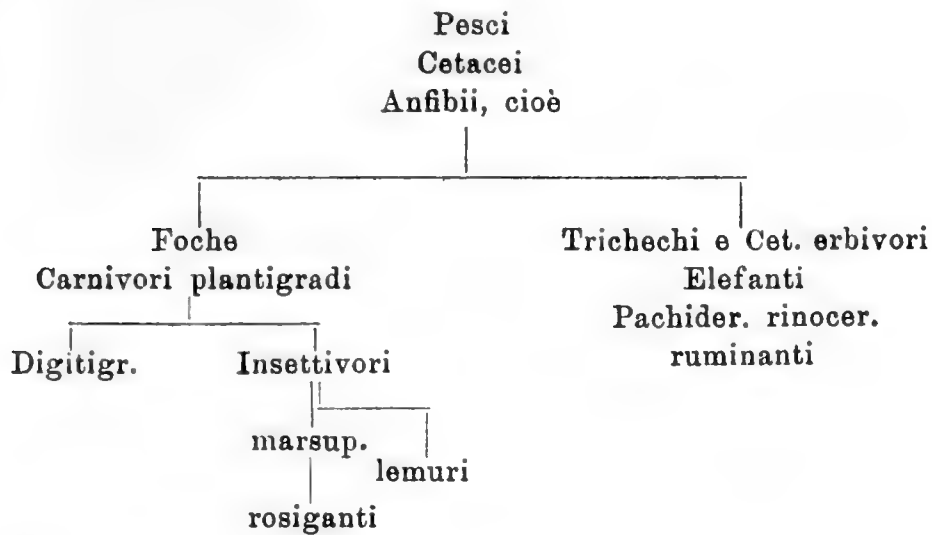 Pesci
Cetacei
Anfibii, cioè
Foche
Carnivori plantigradi
Trichechi e Cet. erbivori
Elefanti
Pachider. rinocer.
ruminanti
Digitigr.
Insettivori
marsup.
lemuri
rosiganti